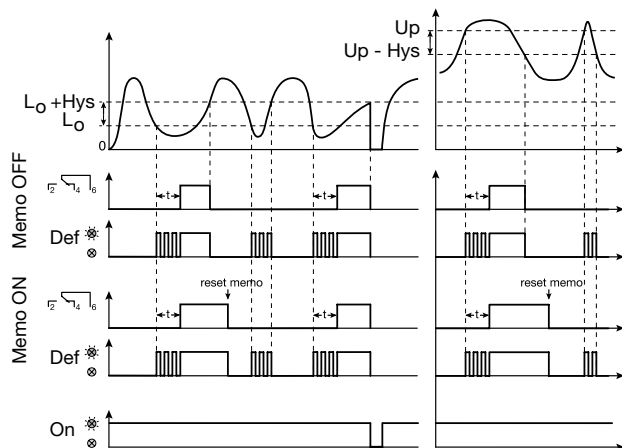 Up
Up - Hys
Lo +Hys
Lo
0
Memo OFF
2 4 6
t
t
t
Def
reset memo
reset memo
Memo ON
2 4 6
t
t
t
Def
On